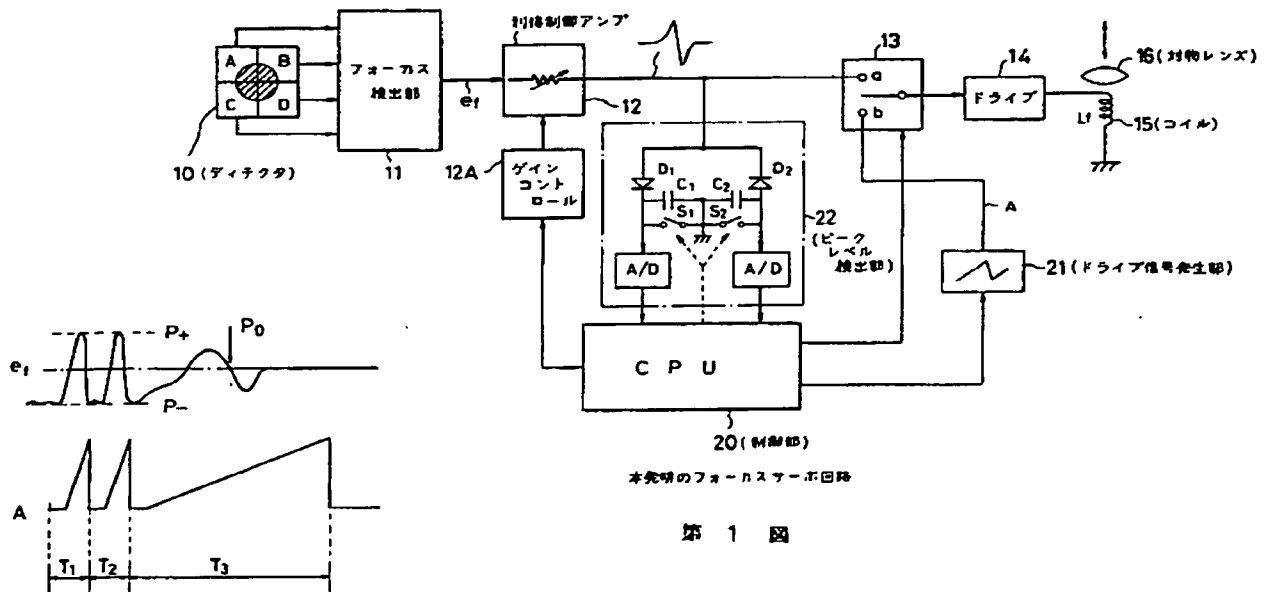 利得制御アンプ
A
B
C
D
10 (ディテクタ)
フォーカス
検出部
11
ef
12
12A
ゲイン
コント
ロール
D1
D2
C1
C2
S1
S2
A/D
A/D
22
(ピーク
レベル
検出部)
13
a
b
14
ドライブ
16 (対物レンズ)
Lf
15 (コイル)
A
21 (ドライブ信号発生部)
CPU
20 (制御部)
本発明のフォーカスサーボ回路
第 1 図
ef
P+
P-
P0
A
T1
T2
T3